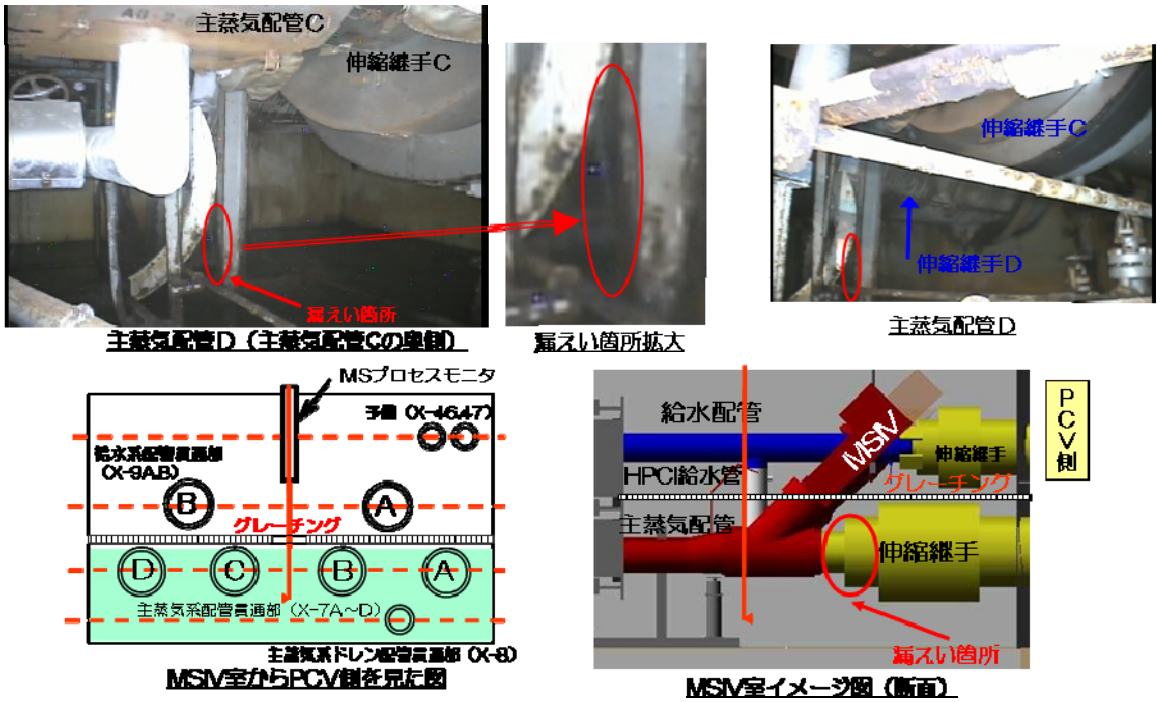 主蒸気配管C
伸縮継手C
漏えい箇所
主蒸気配管D（主蒸気配管Cの奥側）
漏えい箇所拡大
伸縮継手C
伸縮継手D
主蒸気配管D
MSプロセスモニタ
予備（X-46,47）
給水系配管貫通部
（X-9A,B）
B
A
グレーチング
D
C
B
A
主蒸気系配管貫通部（X-7A～D）
主蒸気系ドレン配管貫通部（X-8）
MSIV室からPCV側を見た図
給水配管
MSIV
伸縮継手
HPCI給水管
グレーチング
主蒸気配管
伸縮継手
漏えい箇所
PCV側
MSIV室イメージ図（断面）